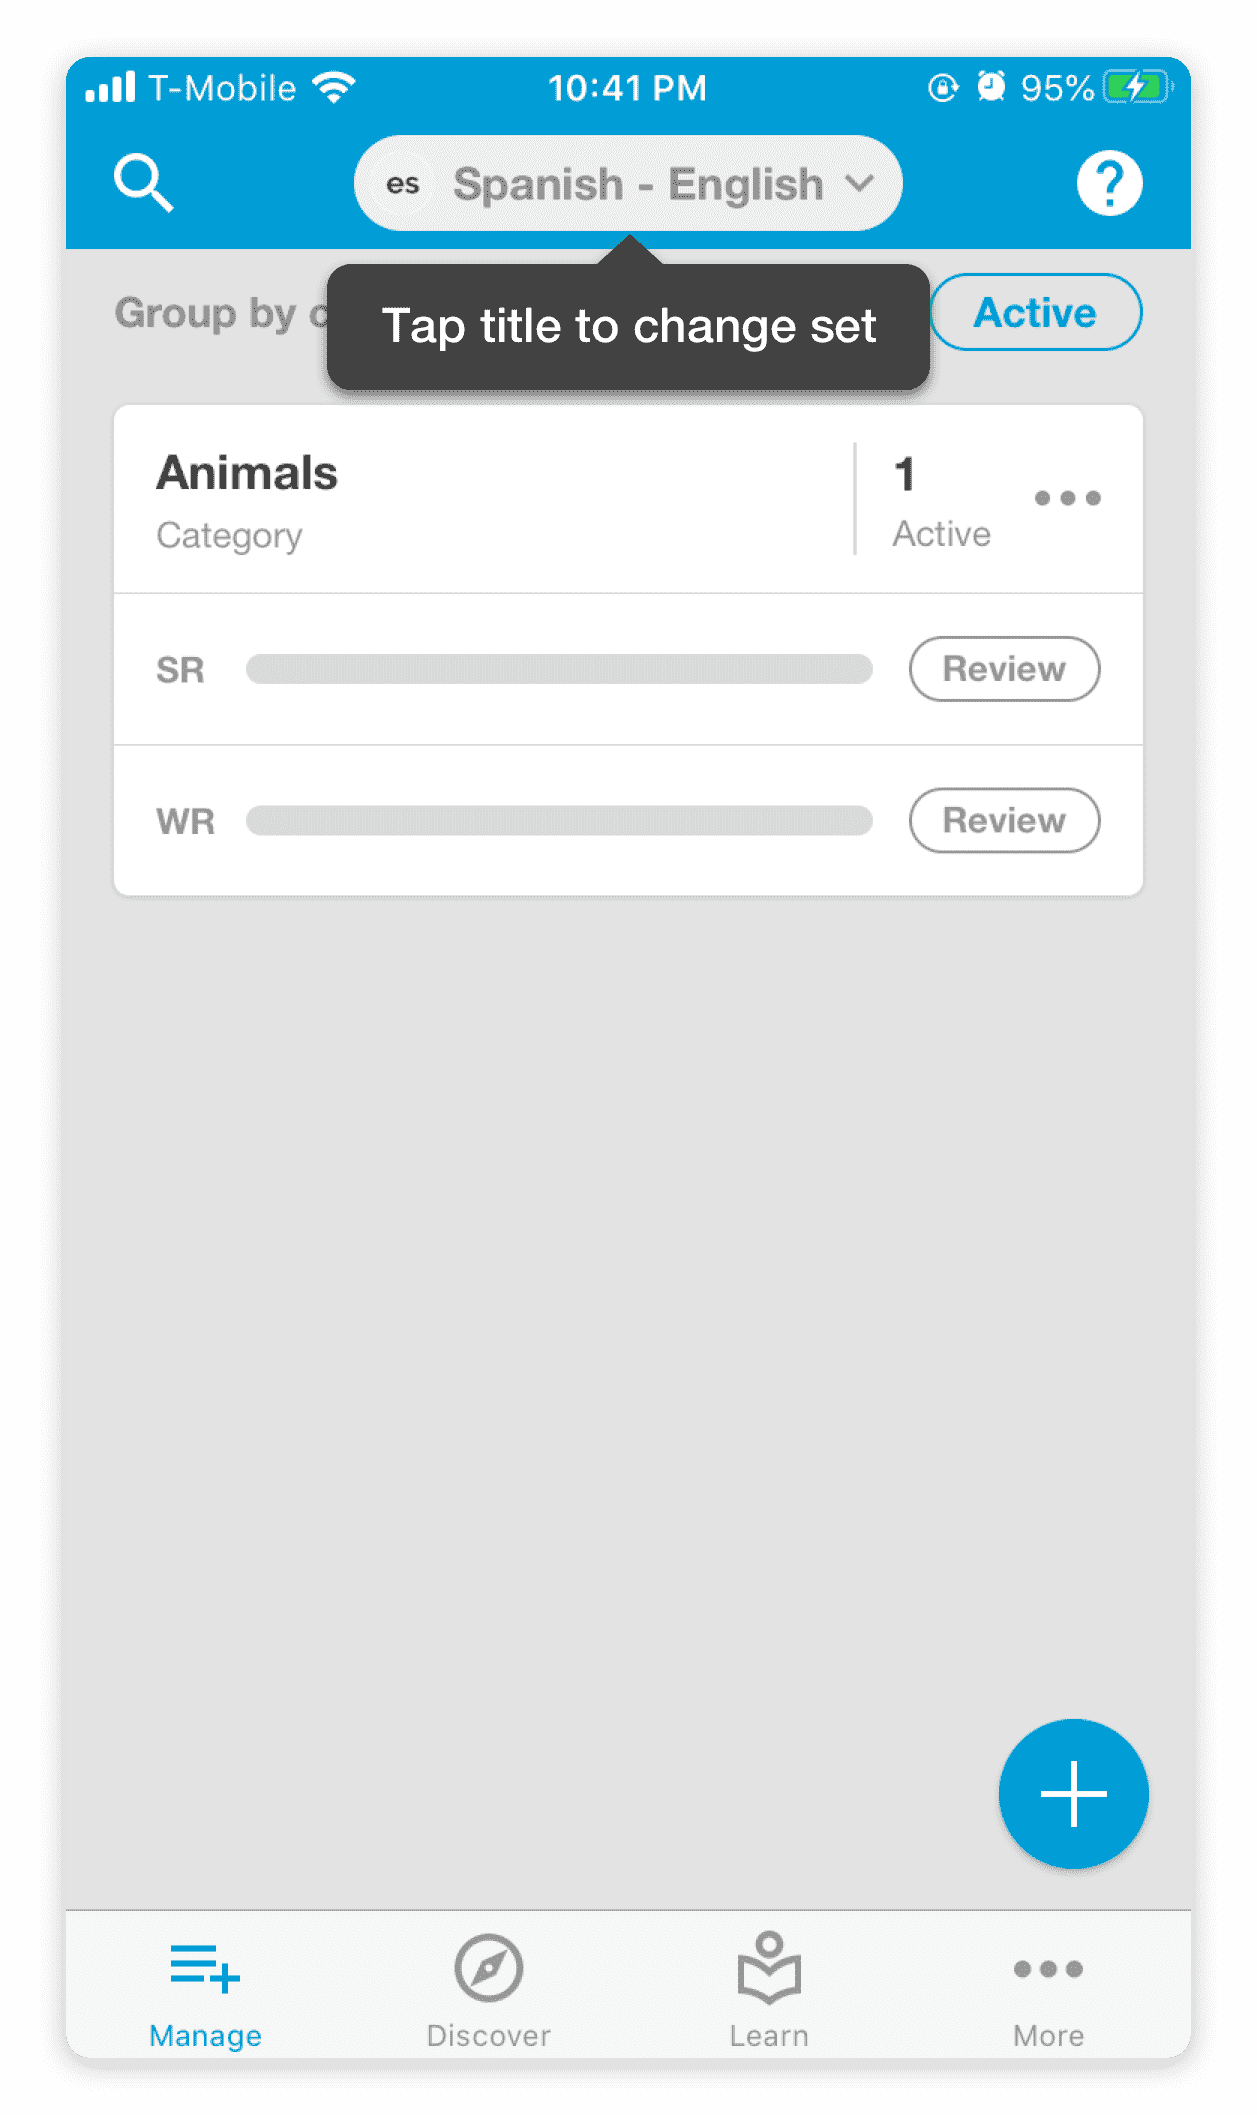 T-Mobile 10:41 PM 95%
es Spanish - English ?
Tap title to change set
Group by Active
Animals 1
Category Active
SR Review
WR Review
Manage Discover Learn More